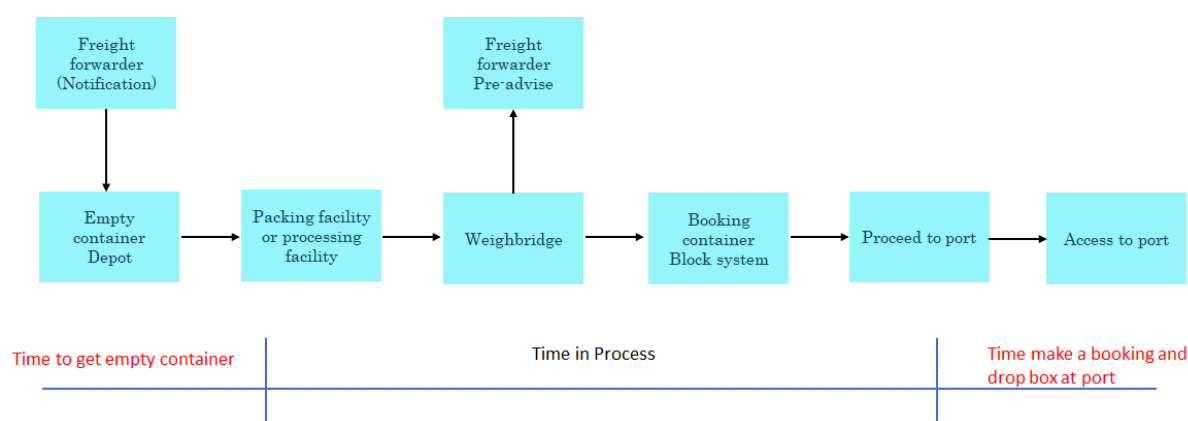 Freight
forwarder
(Notification)
Freight
forwarder
Pre-advise
Empty
container
Depot
Packing facility
or processing
facility
Weighbridge
Booking
container
Block system
Proceed to port
Access to port
Time to get empty container
Time in Process
Time make a booking and
drop box at port